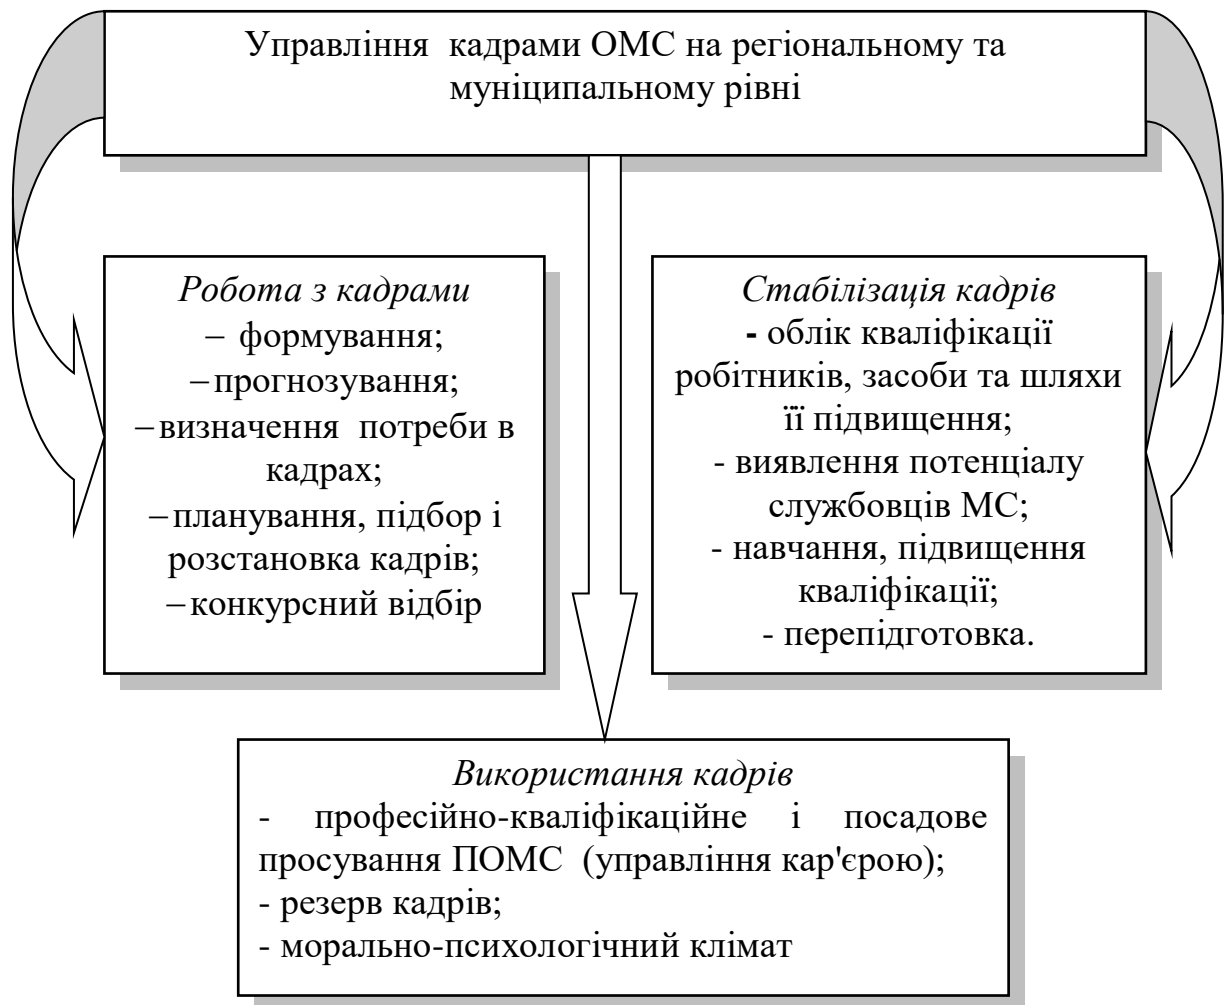 Управління кадрами ОМС на регіональному та
муніципальному рівні
Робота з кадрами
– формування;
–прогнозування;
–визначення потреби в
кадрах;
–планування, підбор і
розстановка кадрів;
–конкурсний відбір
Стабілізація кадрів
- облік кваліфікації
робітників, засоби та шляхи
її підвищення;
- виявлення потенціалу
службовців МС;
- навчання, підвищення
кваліфікації;
- перепідготовка.
Використання кадрів
- професійно-кваліфікаційне і посадове
просування ПОМС (управління кар'єрою);
- резерв кадрів;
- морально-психологічний клімат